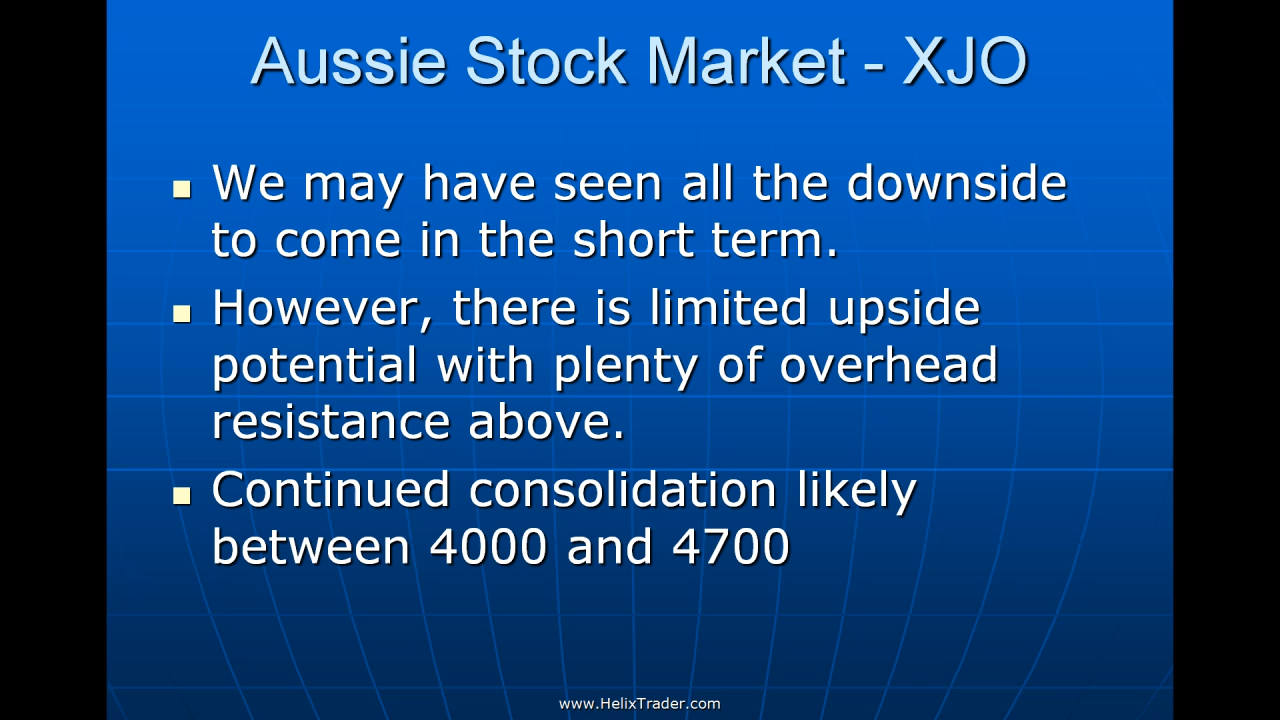 Aussie Stock Market - XJO
We may have seen all the downside
to come in the short term.
However, there is limited upside
potential with plenty of overhead
resistance above.
Continued consolidation likely
between 4000 and 4700
www.HelixTrader.com